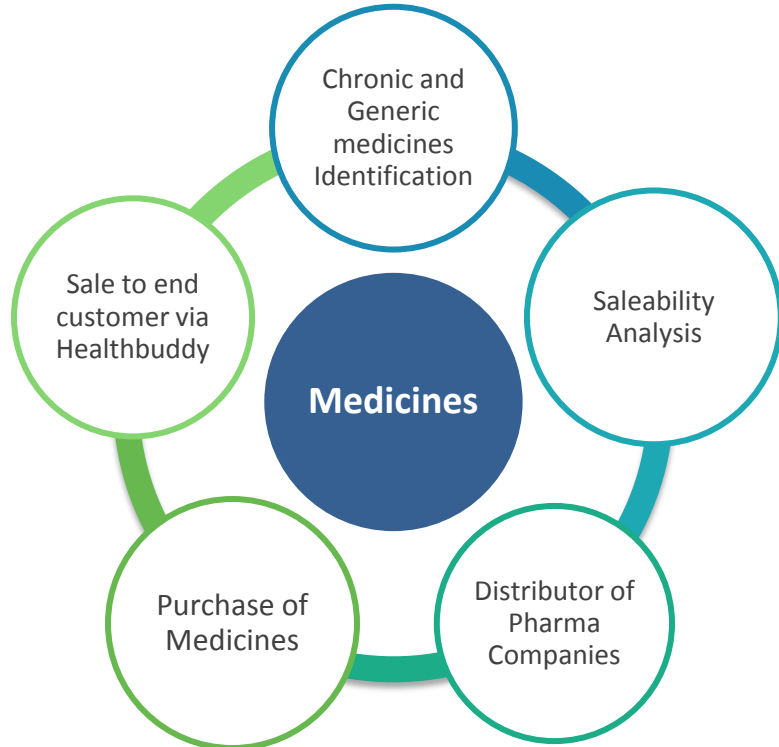 Chronic and
Generic
medicines
Identification
Saleability
Analysis
Distributor of
Pharma
Companies
Purchase of
Medicines
Sale to end
customer via
Healthbuddy
Medicines